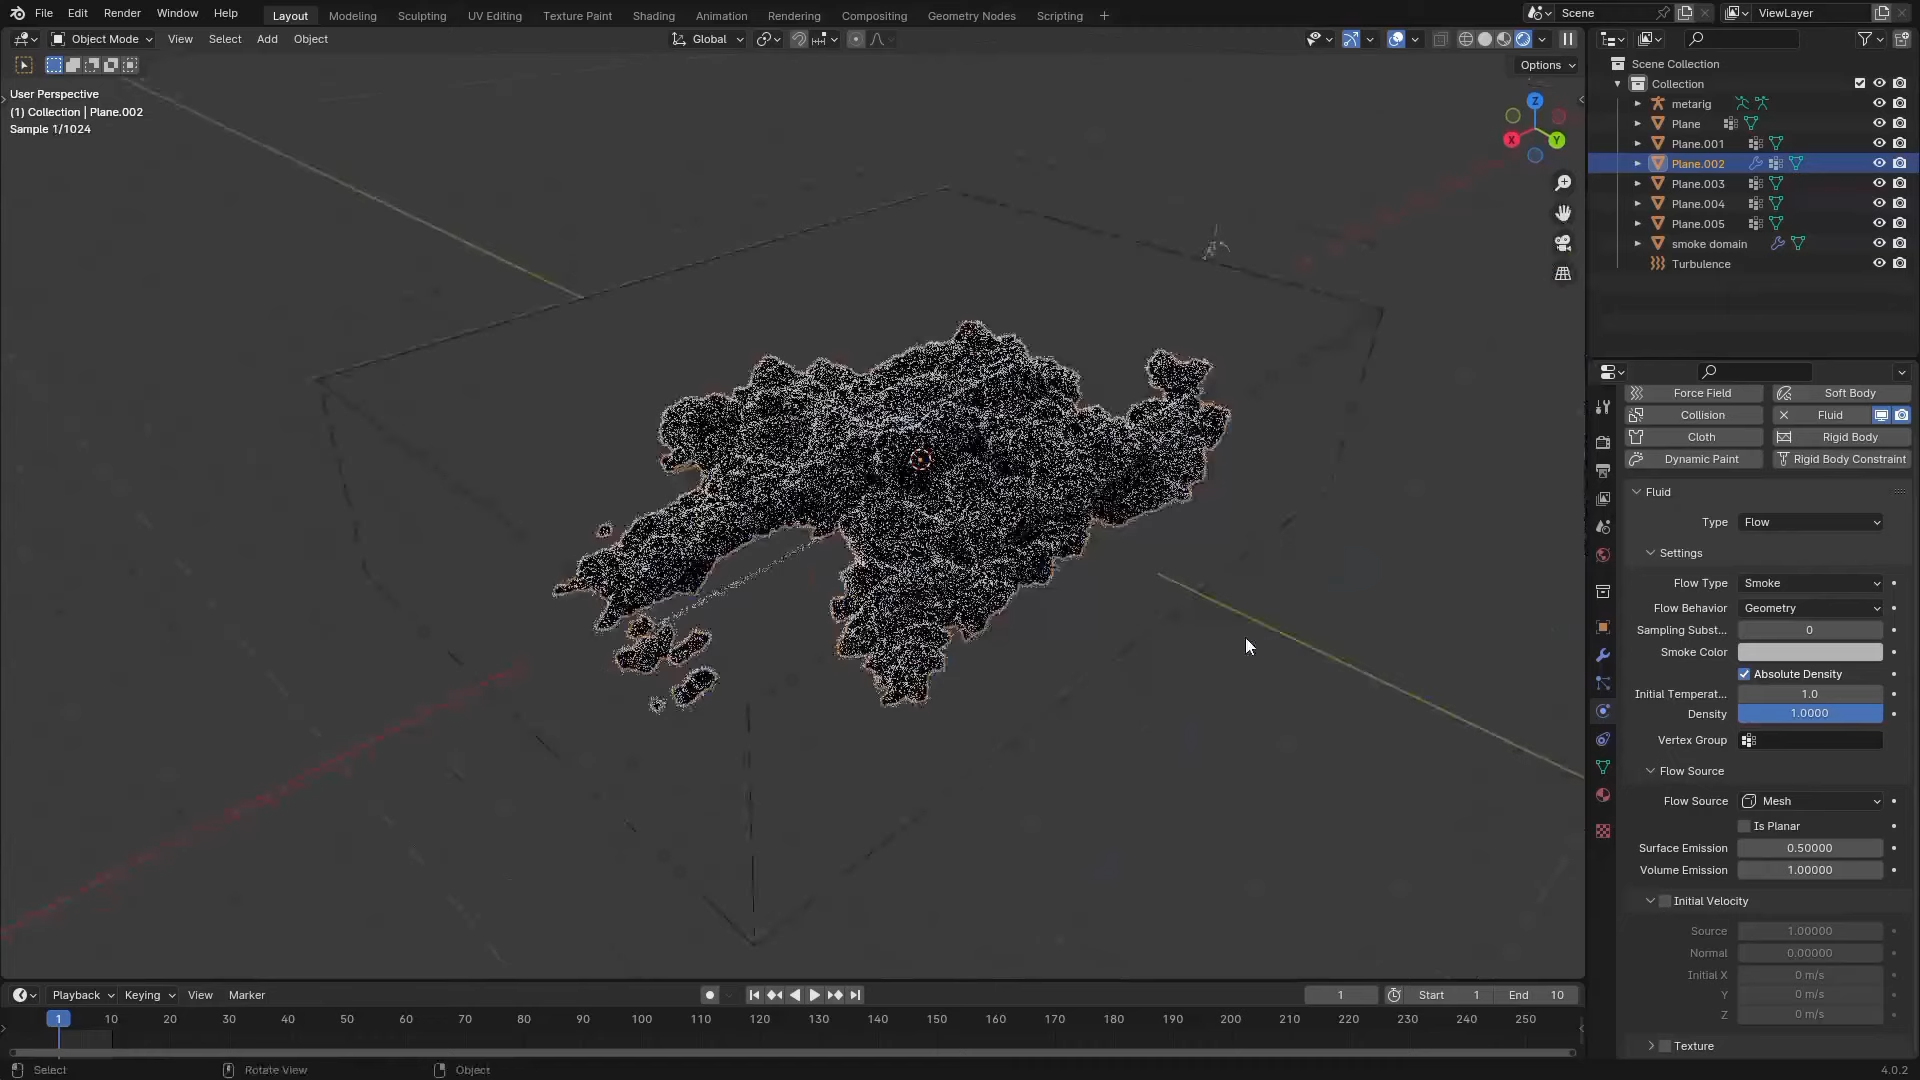 File Edit Render Window Help Layout Modeling Sculpting UV Editing Texture Paint Shading Animation Rendering Compositing Geometry Nodes Scripting + Scene ViewLayer
Object Mode View Select Add Object Global
Options
User Perspective
(1) Collection | Plane.002
Sample 1/1024
Z
X
Y
Scene Collection
Collection
metarig
Plane
Plane.001
Plane.002
Plane.003
Plane.004
Plane.005
smoke domain
Turbulence
Force Field Soft Body
Collision Fluid
Cloth Rigid Body
Dynamic Paint Rigid Body Constraint
Fluid
Type Flow
Settings
Flow Type Smoke
Flow Behavior Geometry
Sampling Subst... 0
Smoke Color
Absolute Density
Initial Temperat... 1.0
Density 1.0000
Vertex Group
Flow Source
Flow Source Mesh
Is Planar
Surface Emission 0.50000
Volume Emission 1.00000
Initial Velocity
Source 1.00000
Normal 0.00000
Initial X 0 m/s
Y 0 m/s
Z 0 m/s
Texture
Playback Keying View Marker 1 Start 1 End 10
1 10 20 30 40 50 60 70 80 90 100 110 120 130 140 150 160 170 180 190 200 210 220 230 240 250
Select Rotate View Object 4.0.2